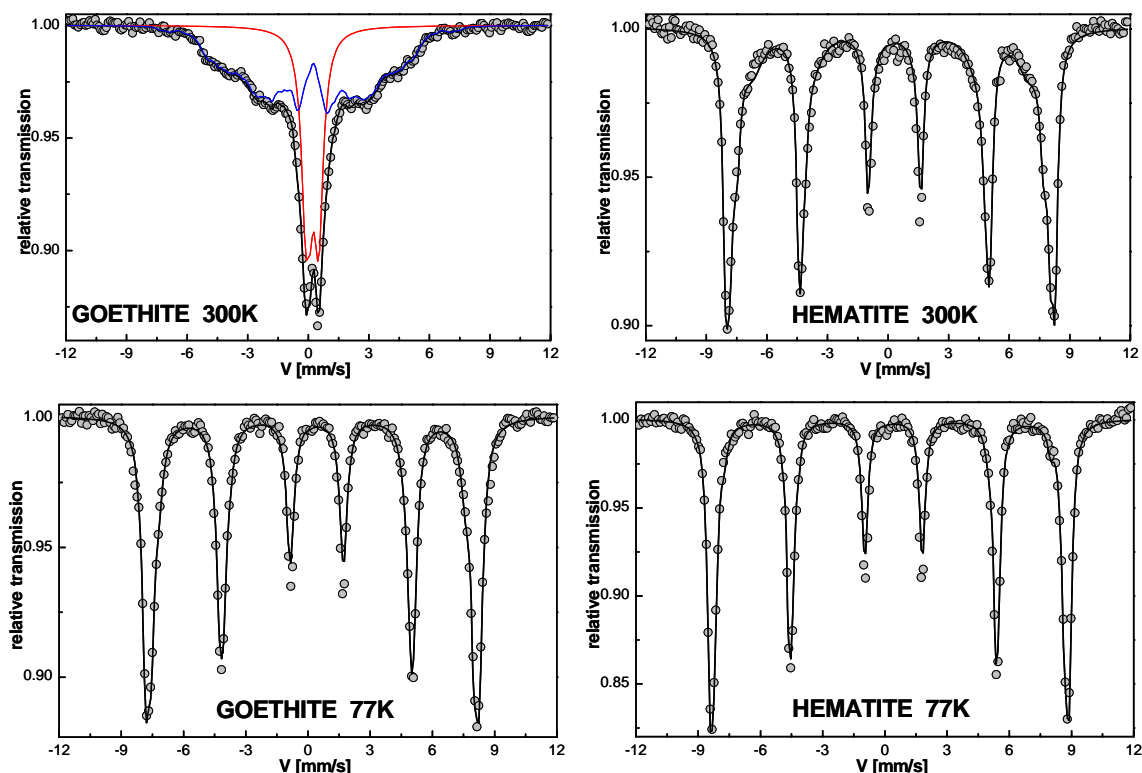 1.00
0.95
0.90
relative transmission
GOETHITE 300K
-12 -9 -6 -3 0 3 6 9 12
V [mm/s]
1.00
0.95
0.90
relative transmission
HEMATITE 300K
-12 -9 -6 -3 0 3 6 9 12
V [mm/s]
1.00
0.95
0.90
relative transmission
GOETHITE 77K
-12 -9 -6 -3 0 3 6 9 12
V [mm/s]
1.00
0.95
0.90
0.85
relative transmission
HEMATITE 77K
-12 -9 -6 -3 0 3 6 9 12
V [mm/s]